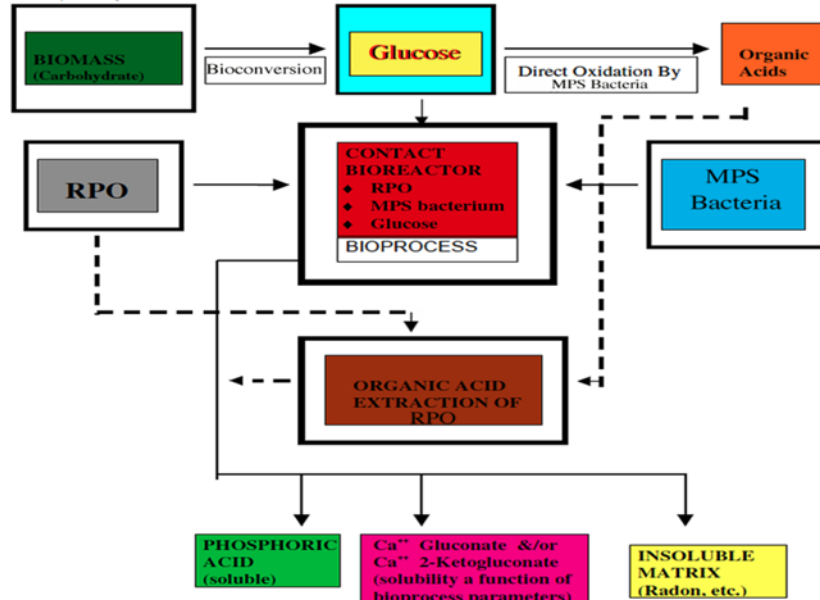 BIOMASS
(Carbohydrate)
Bioconversion
Glucose
Direct Oxidation By
MPS Bacteria
Organic
Acids
RPO
CONTACT
BIOREACTOR
◆ RPO
◆ MPS bacterium
◆ Glucose
BIOPROCESS
MPS
Bacteria
ORGANIC ACID
EXTRACTION OF
RPO
PHOSPHORIC
ACID
(soluble)
Ca⁺⁺ Gluconate &/or
Ca⁺⁺ 2-Ketogluconate
(solubility a function of
bioprocess parameters)
INSOLUBLE
MATRIX
(Radon, etc.)